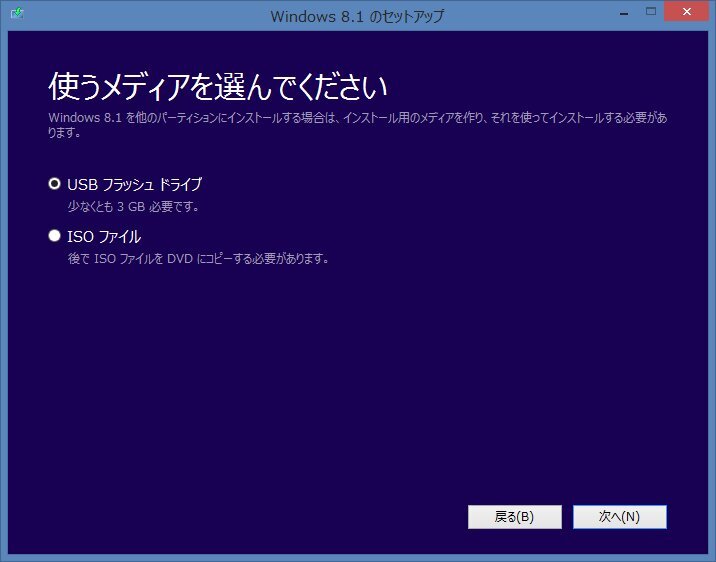 Windows 8.1 のセットアップ
使うメディアを選んでください
Windows 8.1 を他のパーティションにインストールする場合は、インストール用のメディアを作り、それを使ってインストールする必要があ
ります。
USB フラッシュ ドライブ
少なくとも 3 GB 必要です。
ISO ファイル
後で ISO ファイルを DVD にコピーする必要があります。
戻る(B)
次へ(N)